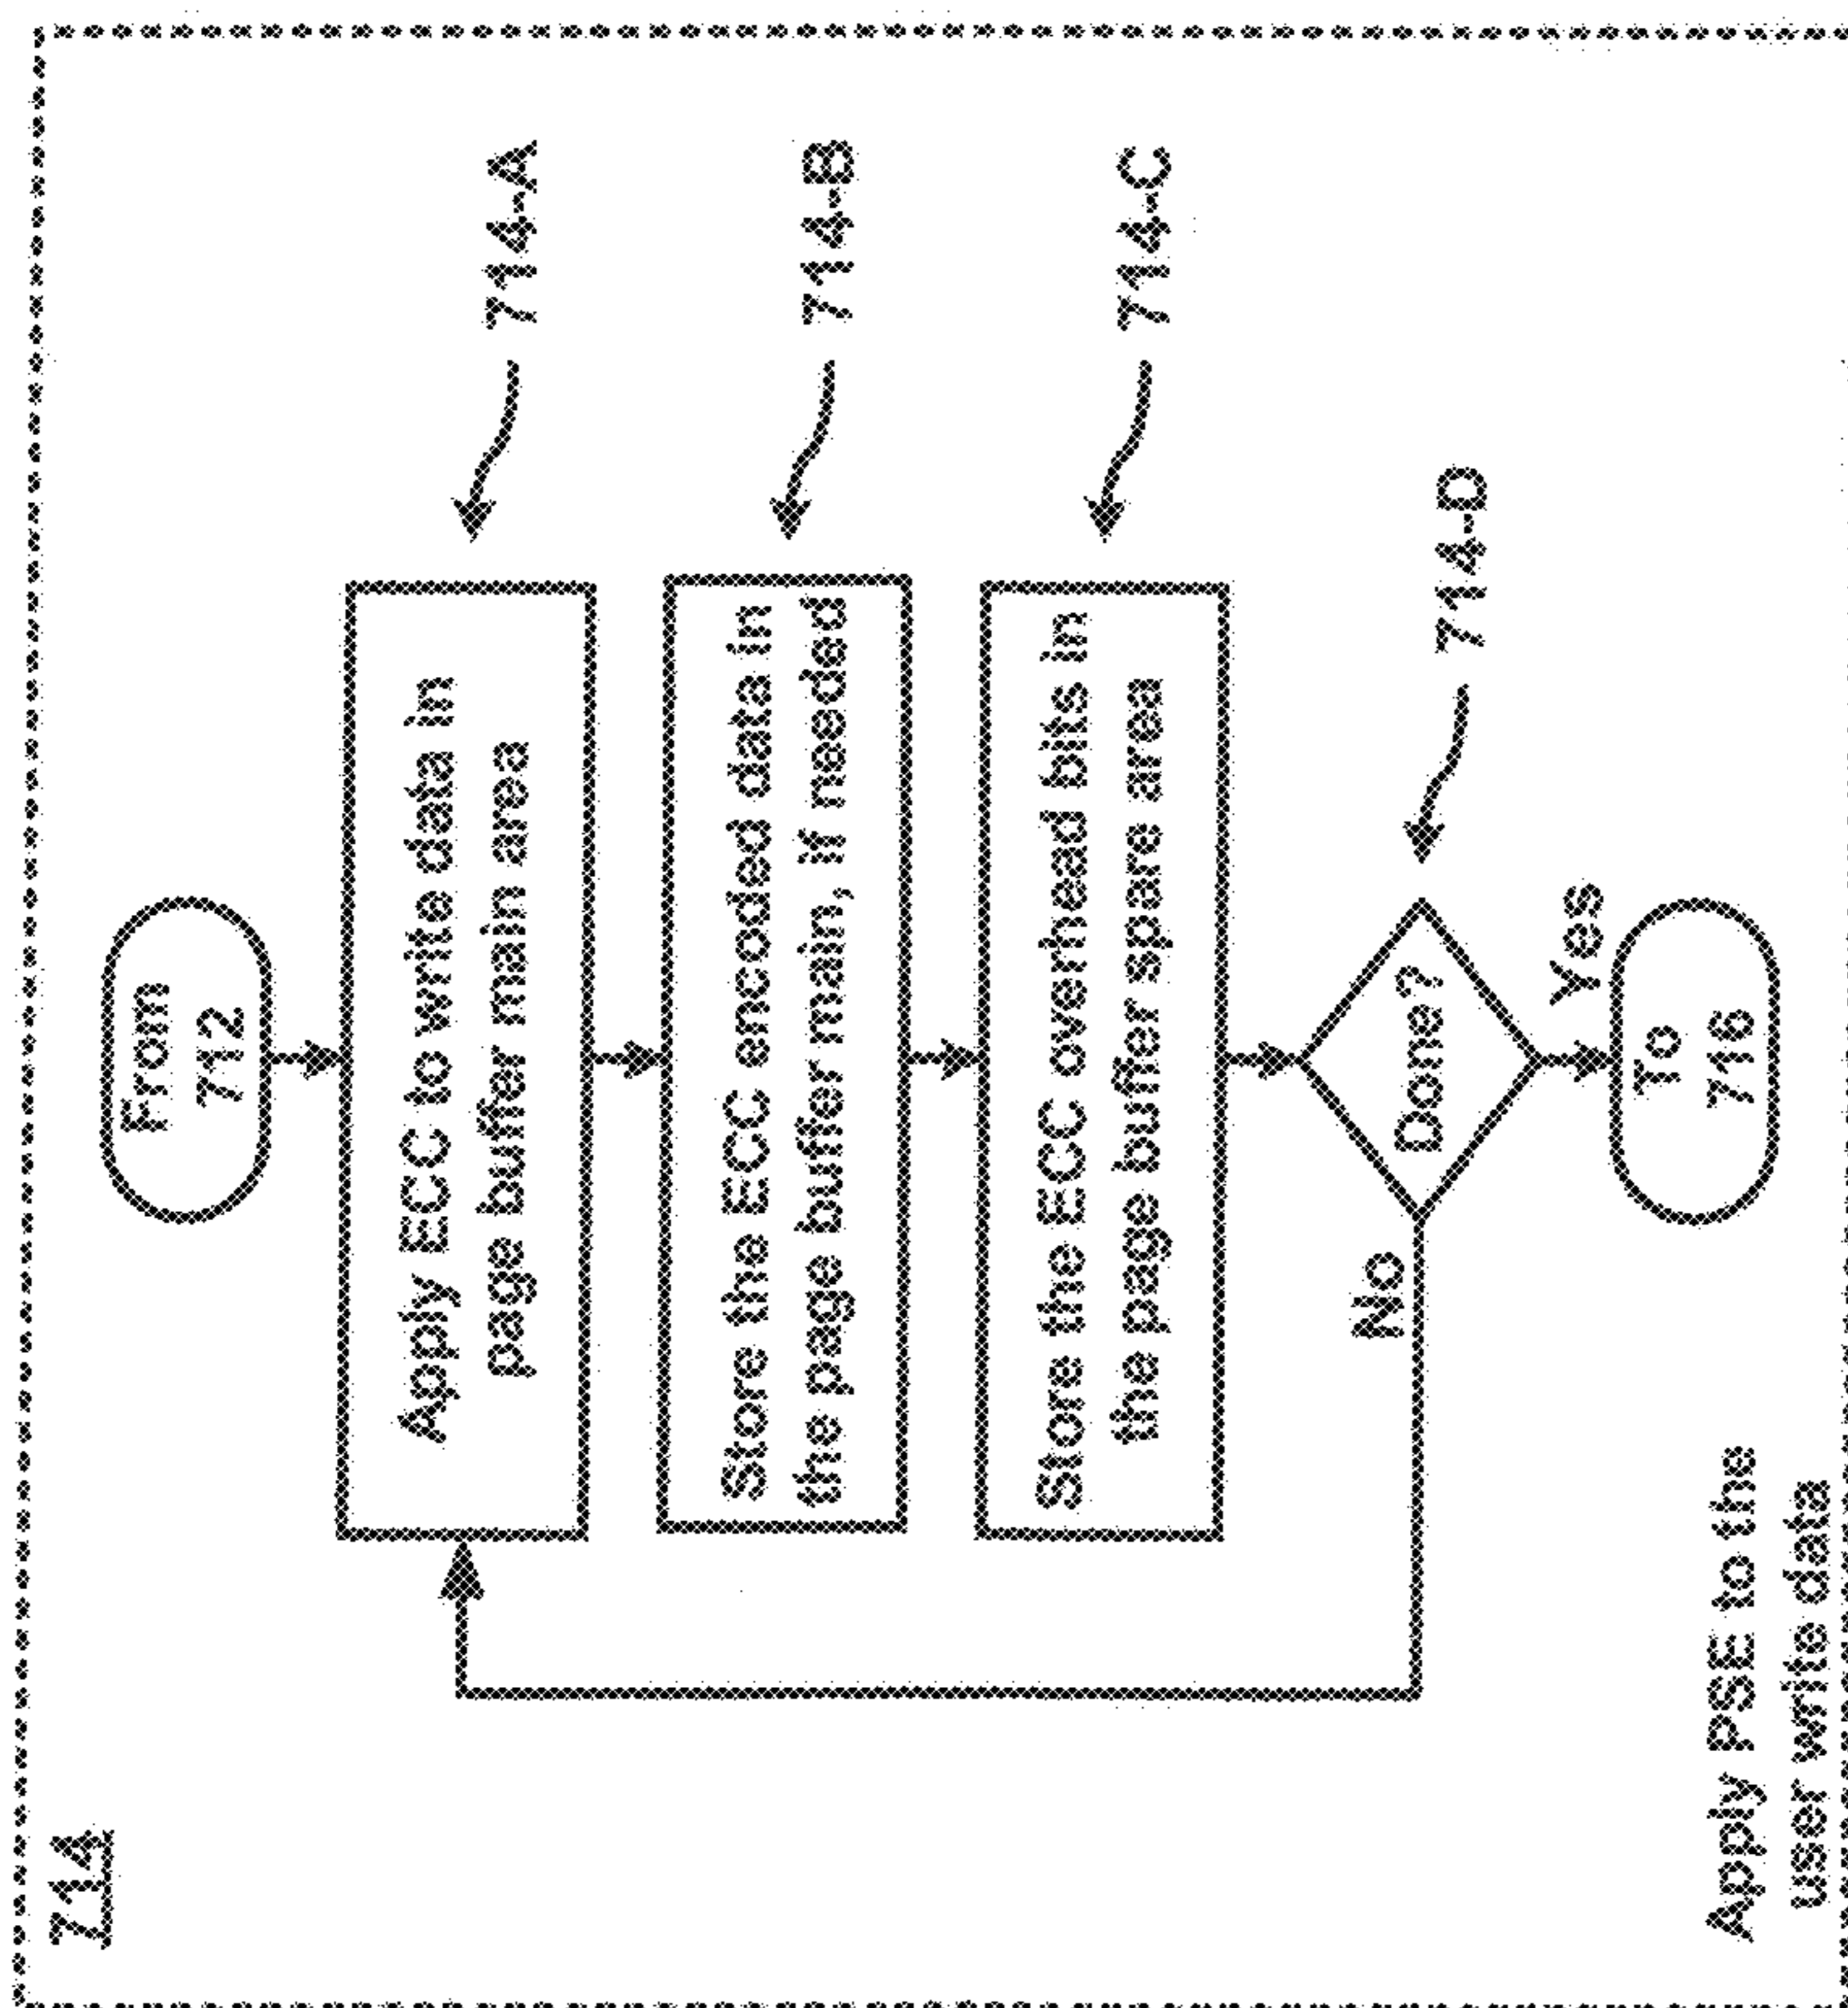 714
From
712
Apply ECC to write data in
page buffer main area
714-A
Store the ECC encoded data in
the page buffer main, if needed
714-B
Store the ECC overhead bits in
the page buffer spare area
714-C
Done?
714-D
No
Yes
To
716
Apply PSE to the
user write data